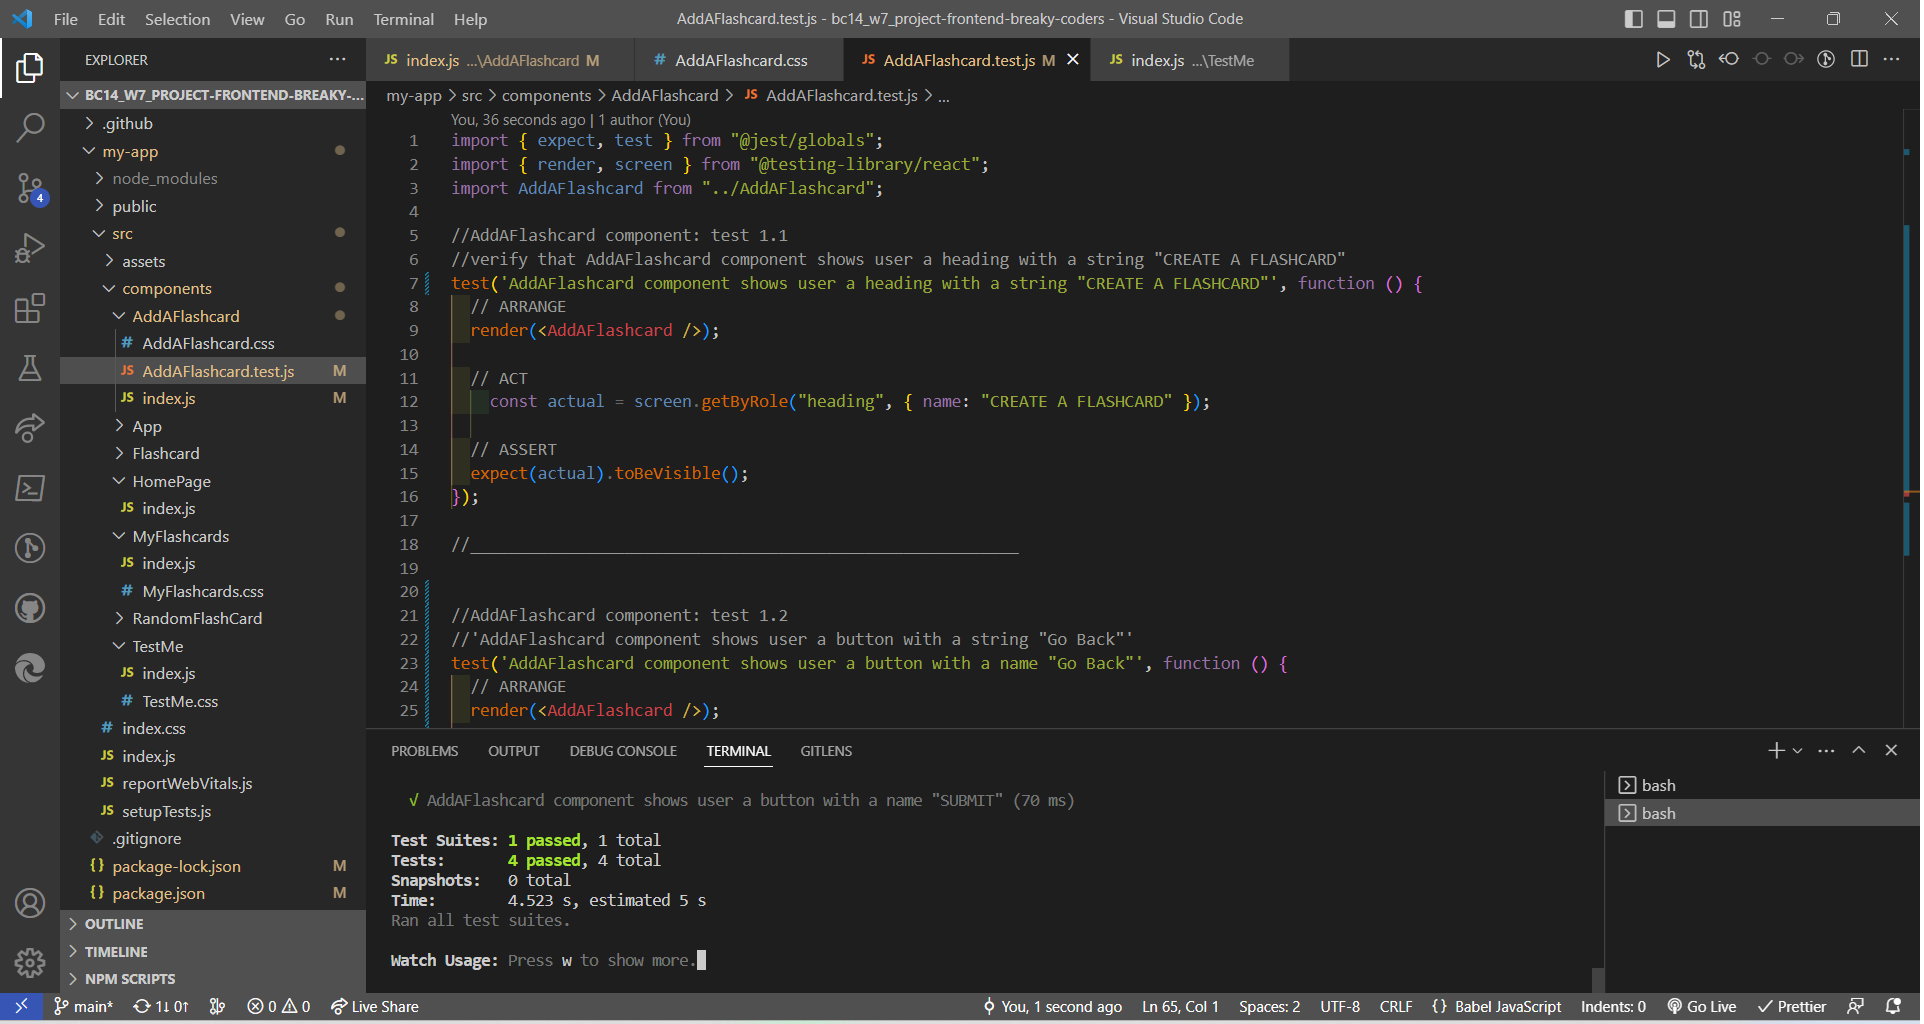 File Edit Selection View Go Run Terminal Help
AddAFlashcard.test.js - bc14_w7_project-frontend-breaky-coders - Visual Studio Code
EXPLORER
BC14_W7_PROJECT-FRONTEND-BREAKY-...
.github
my-app
node_modules
public
src
assets
components
AddAFlashcard
# AddAFlashcard.css
JS AddAFlashcard.test.js M
JS index.js M
App
Flashcard
HomePage
JS index.js
MyFlashcards
JS index.js
# MyFlashcards.css
RandomFlashCard
TestMe
JS index.js
# TestMe.css
# index.css
JS index.js
JS reportWebVitals.js
JS setupTests.js
.gitignore
{} package-lock.json M
{} package.json M
OUTLINE
TIMELINE
NPM SCRIPTS
4
JS index.js ...\AddAFlashcard M
# AddAFlashcard.css
JS AddAFlashcard.test.js M
JS index.js ...\TestMe
my-app > src > components > AddAFlashcard > JS AddAFlashcard.test.js > ...
You, 36 seconds ago | 1 author (You)
1 import { expect, test } from "@jest/globals";
2 import { render, screen } from "@testing-library/react";
3 import AddAFlashcard from "../AddAFlashcard";
4
5 //AddAFlashcard component: test 1.1
6 //verify that AddAFlashcard component shows user a heading with a string "CREATE A FLASHCARD"
7 test('AddAFlashcard component shows user a heading with a string "CREATE A FLASHCARD"', function () {
8 // ARRANGE
9 render(<AddAFlashcard />);
10
11 // ACT
12 const actual = screen.getByRole("heading", { name: "CREATE A FLASHCARD" });
13
14 // ASSERT
15 expect(actual).toBeVisible();
16 });
17
18 //_________________________________________________________
19
20
21 //AddAFlashcard component: test 1.2
22 //'AddAFlashcard component shows user a button with a string "Go Back"'
23 test('AddAFlashcard component shows user a button with a name "Go Back"', function () {
24 // ARRANGE
25 render(<AddAFlashcard />);
PROBLEMS OUTPUT DEBUG CONSOLE TERMINAL GITLENS
√ AddAFlashcard component shows user a button with a name "SUBMIT" (70 ms)
Test Suites: 1 passed, 1 total
Tests: 4 passed, 4 total
Snapshots: 0 total
Time: 4.523 s, estimated 5 s
Ran all test suites.
Watch Usage: Press w to show more.
bash
bash
main* 1↓ 0↑ 0 0 Live Share
You, 1 second ago Ln 65, Col 1 Spaces: 2 UTF-8 CRLF {} Babel JavaScript Indents: 0 Go Live Prettier